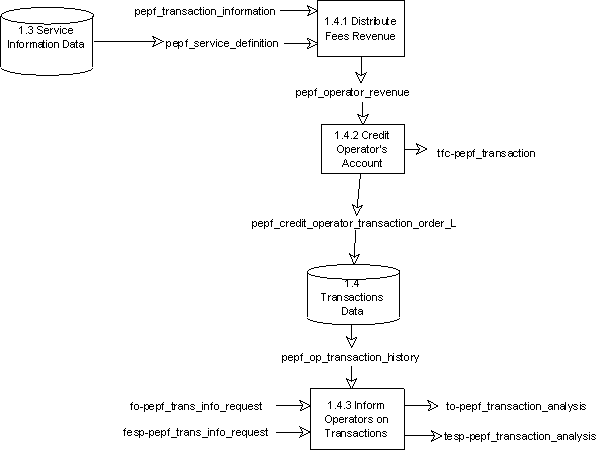 pepf_transaction_information
1.3 Service
Information Data
pepf_service_definition
1.4.1 Distribute
Fees Revenue
pepf_operator_revenue
1.4.2 Credit
Operator's
Account
tfc-pepf_transaction
pepf_credit_operator_transaction_order_L
1.4
Transactions
Data
pepf_op_transaction_history
fo-pepf_trans_info_request
fesp-pepf_trans_info_request
1.4.3 Inform
Operators on
Transactions
to-pepf_transaction_analysis
tesp-pepf_transaction_analysis